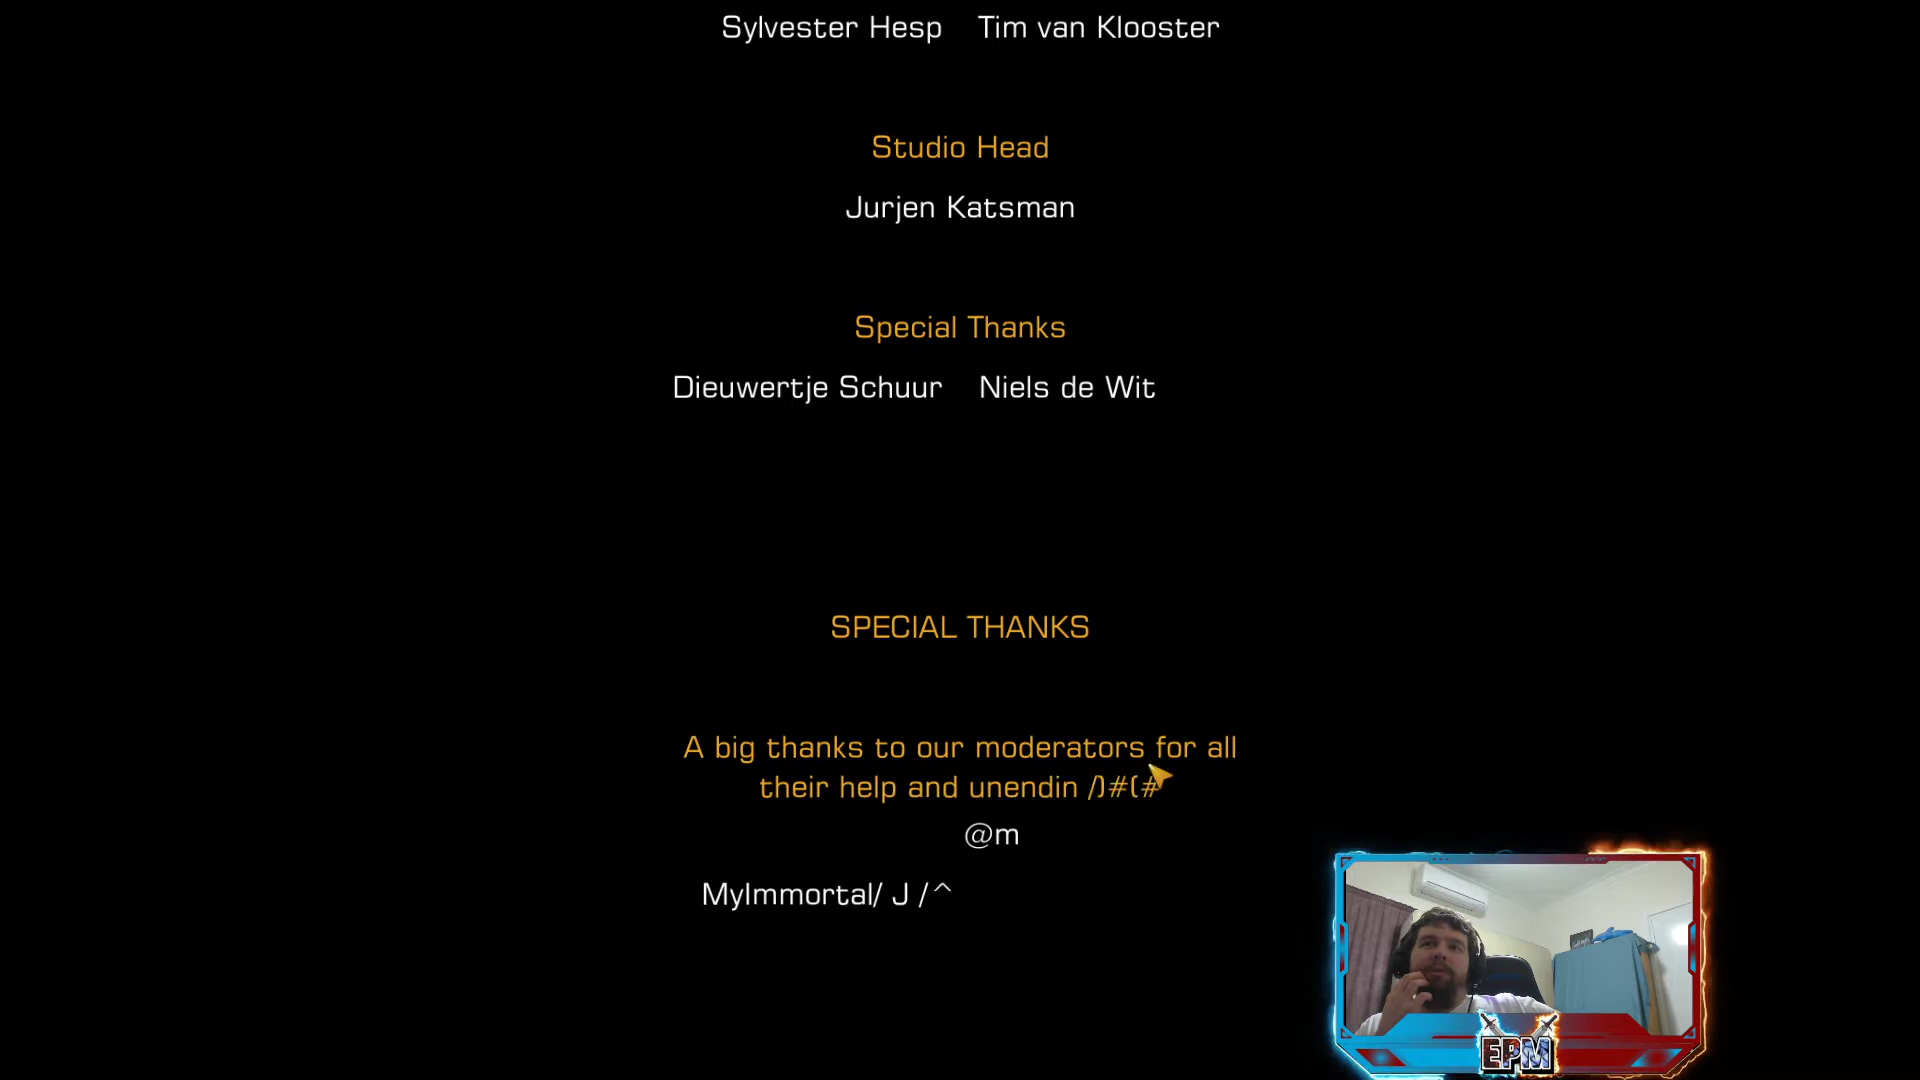 Sylvester Hesp Tim van Klooster
Studio Head
Jurjen Katsman
Special Thanks
Dieuwertje Schuur Niels de Wit
SPECIAL THANKS
A big thanks to our moderators for all
their help and unendin /)#(#
@m
MyImmortal/ J /^
EPM